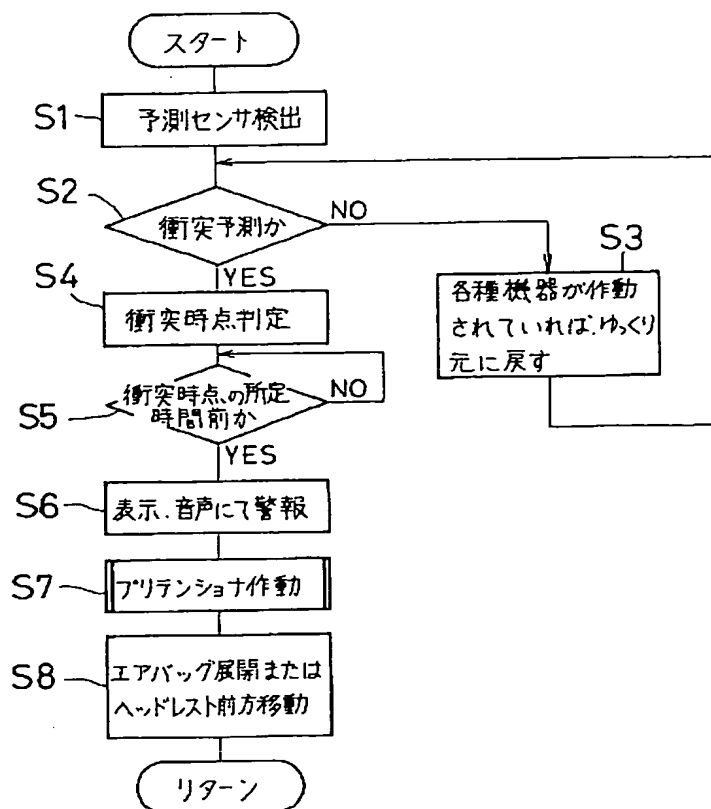 スタート
S1
予測センサ検出
S2
衝突予測か
NO
YES
S3
各種機器が作動
されていれば、ゆっくり
元に戻す
S4
衝突時点判定
S5
衝突時点の所定
時間前か
NO
YES
S6
表示、音声にて警報
S7
プリテンショナ作動
S8
エアバッグ展開または
ヘッドレスト前方移動
リターン